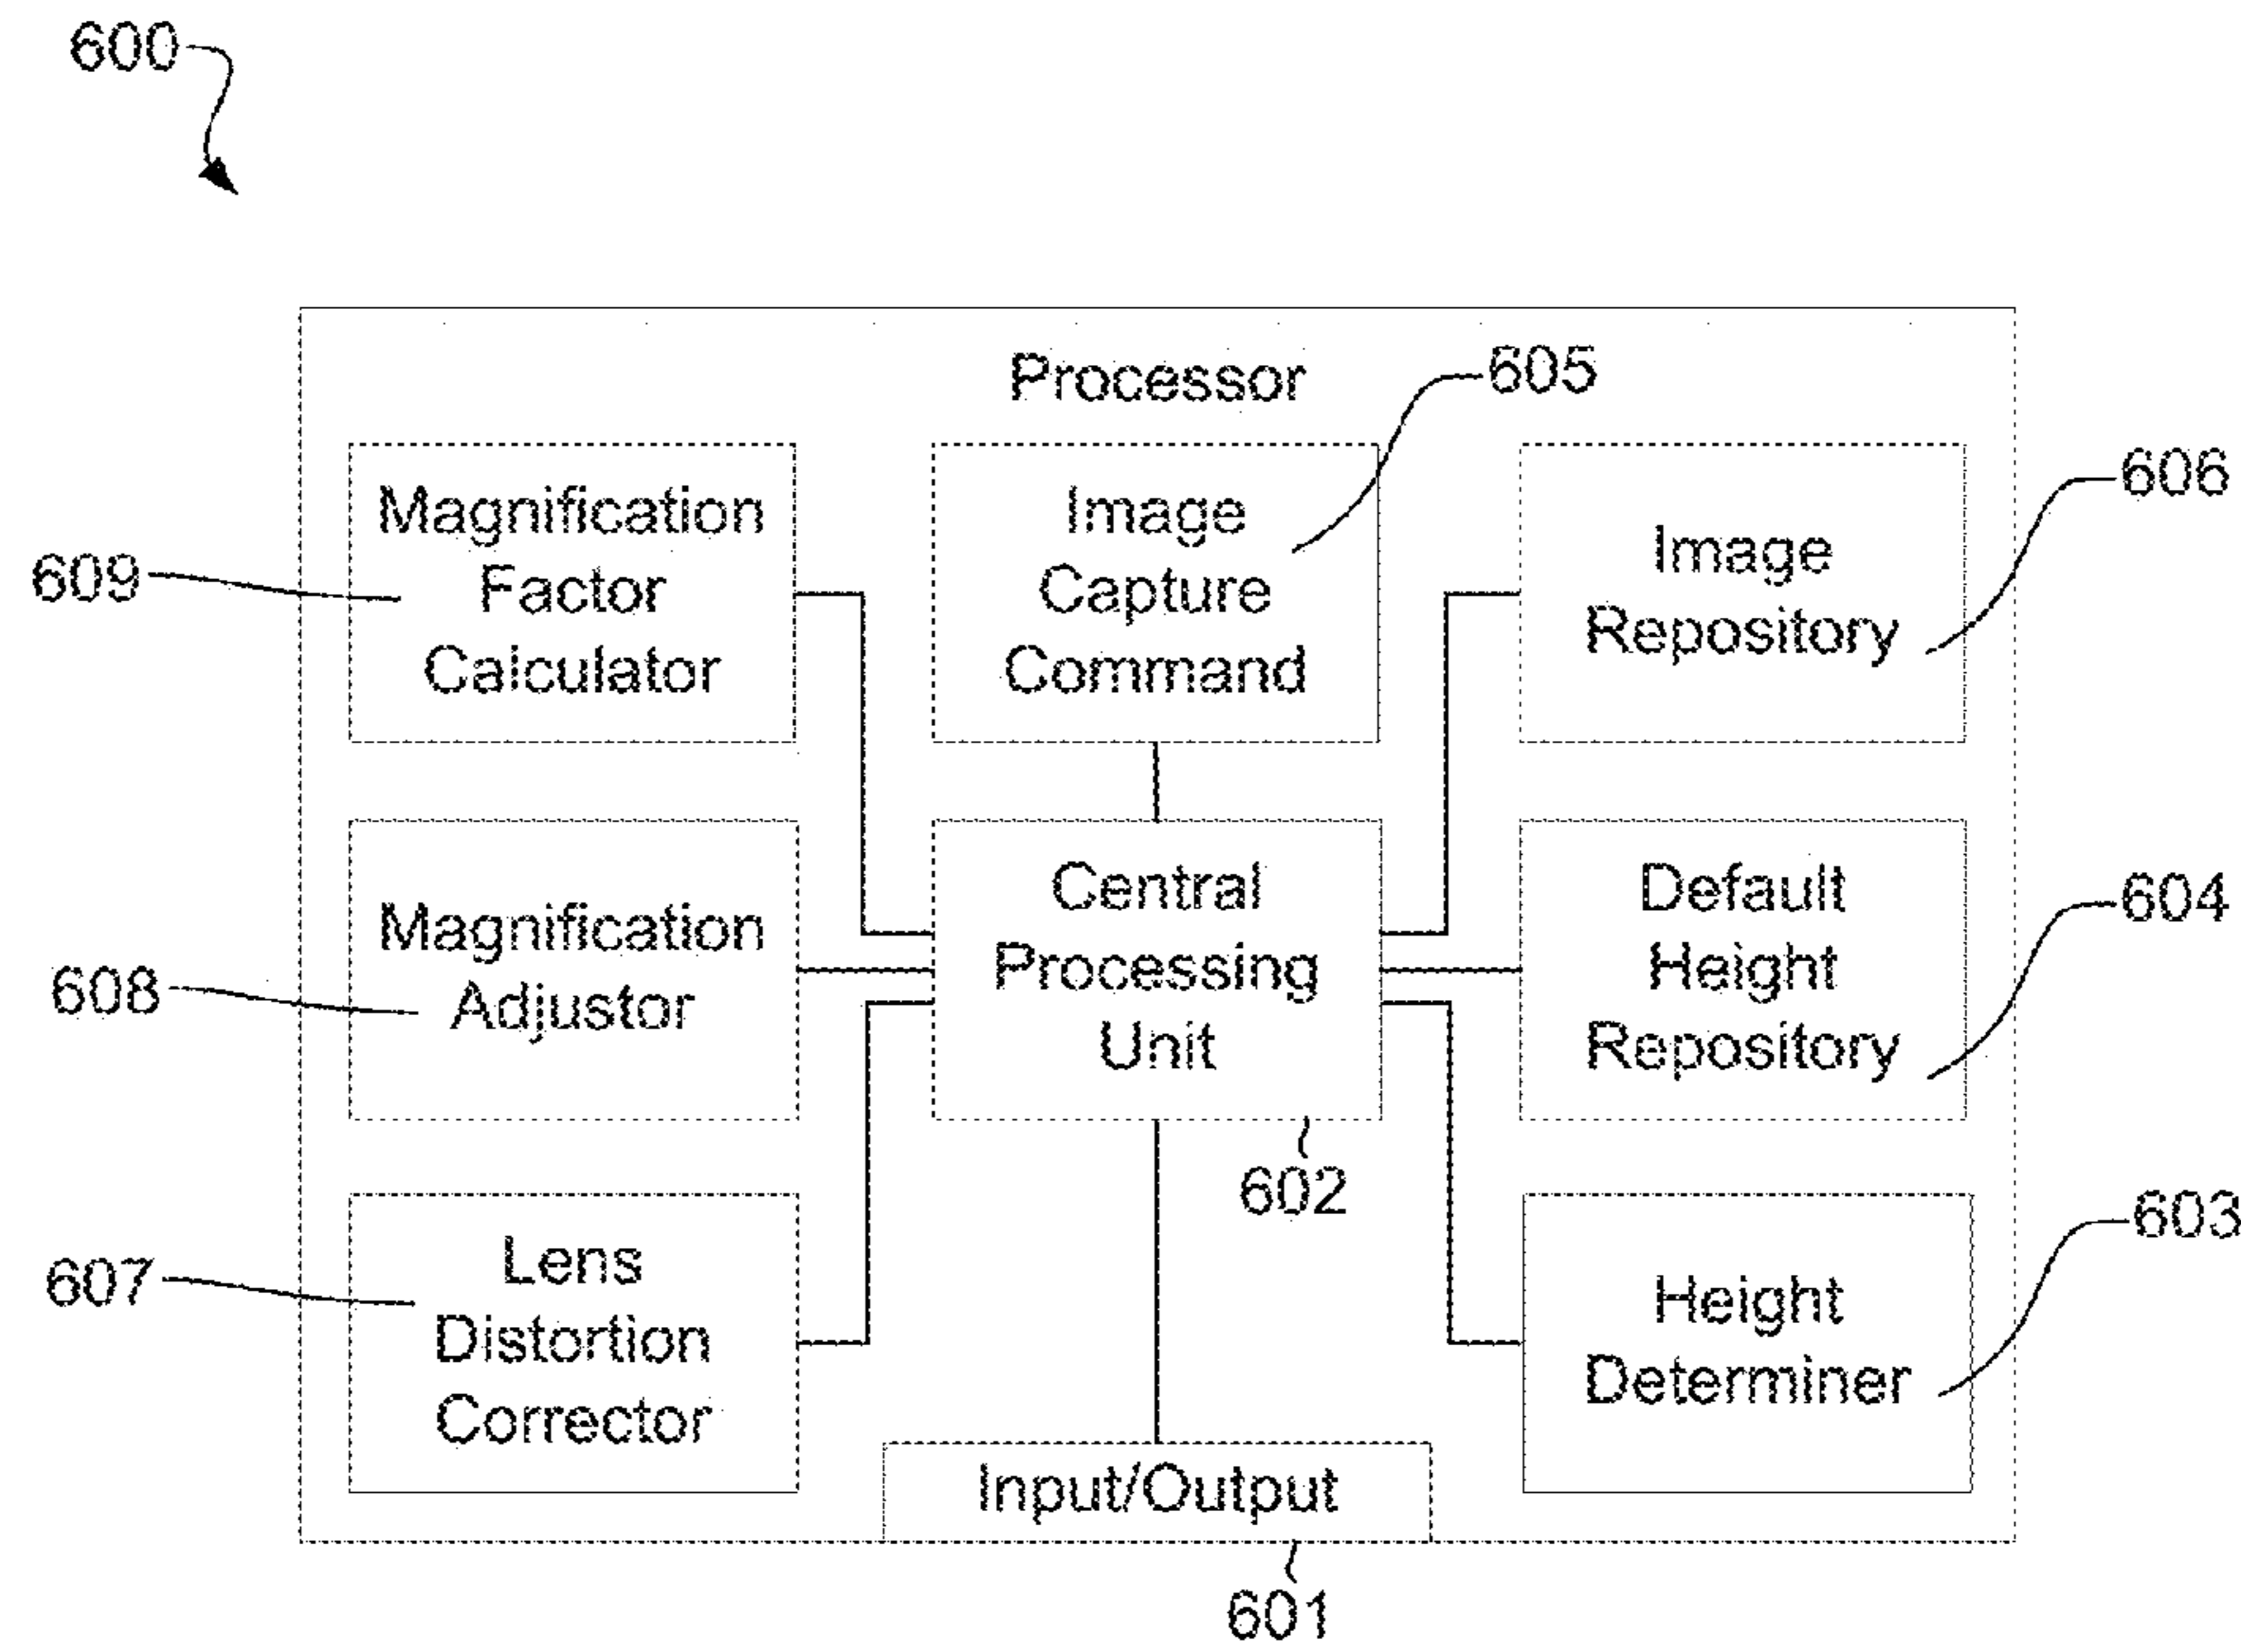 600
Processor
605
Magnification
Factor
Calculator
609
Image
Capture
Command
Image
Repository
606
Magnification
Adjustor
608
Central
Processing
Unit
602
Default
Height
Repository
604
Lens
Distortion
Corrector
607
Height
Determiner
603
Input/Output
601